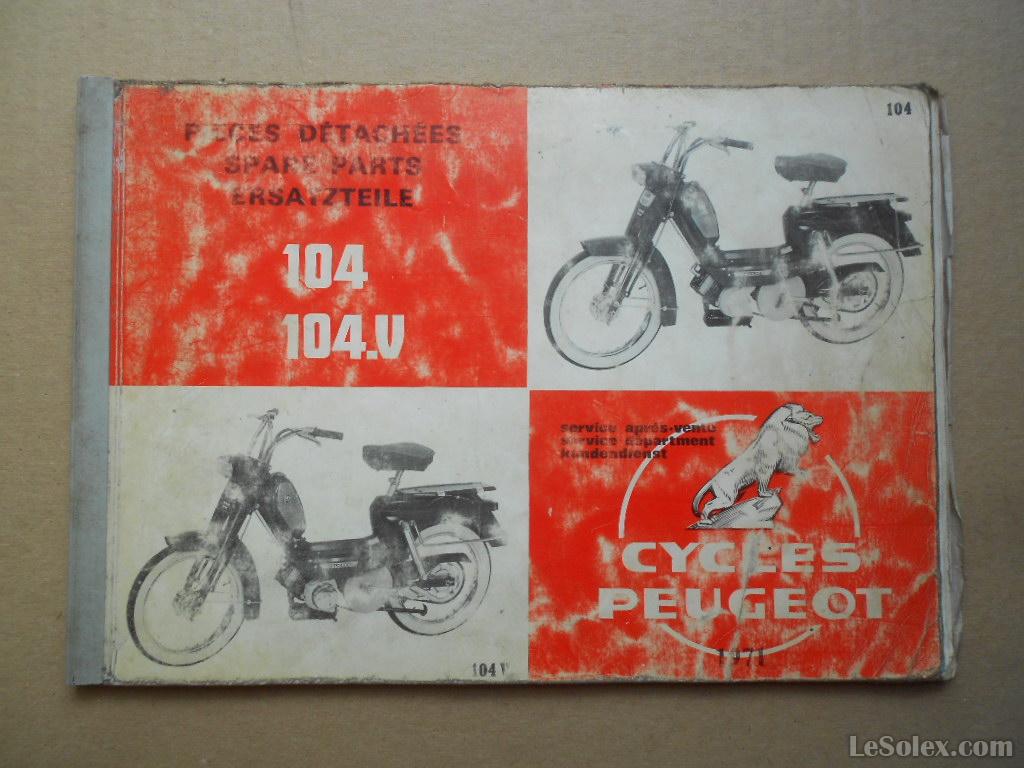 PIECES DÉTACHÉES
SPARE PARTS
ERSATZTEILE
104
104.V
104
104 V
service après-vente
service department
kundendienst
CYCLES
PEUGEOT
1971
LeSolex.com